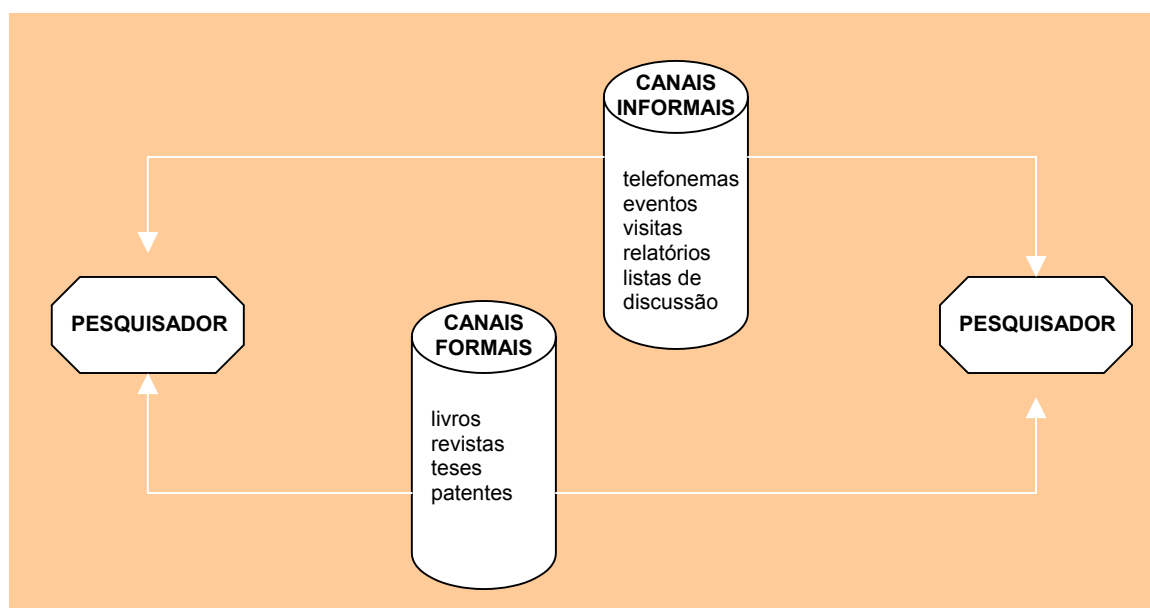 CANAIS
INFORMAIS
telefonemas
eventos
visitas
relatórios
listas de
discussão
PESQUISADOR
PESQUISADOR
CANAIS
FORMAIS
livros
revistas
teses
patentes